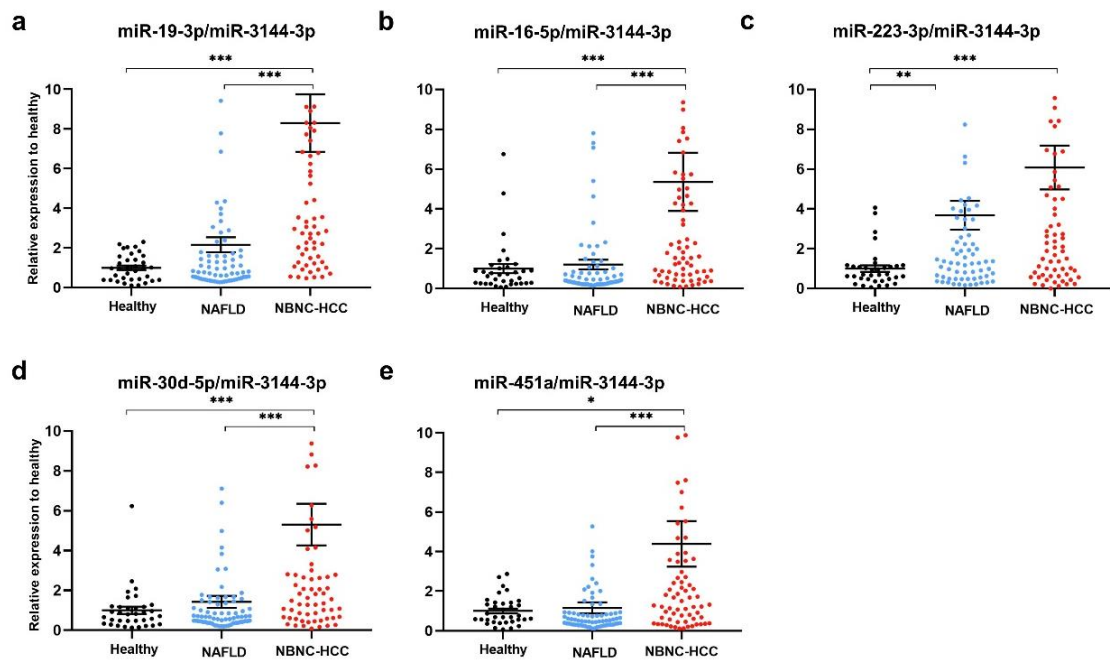 a
miR-19-3p/miR-3144-3p
***
***
Relative expression to healthy
10
8
6
4
2
0
Healthy
NAFLD
NBNC-HCC
b
miR-16-5p/miR-3144-3p
***
***
10
8
6
4
2
0
Healthy
NAFLD
NBNC-HCC
c
miR-223-3p/miR-3144-3p
***
**
10
8
6
4
2
0
Healthy
NAFLD
NBNC-HCC
d
miR-30d-5p/miR-3144-3p
***
***
Relative expression to healthy
10
8
6
4
2
0
Healthy
NAFLD
NBNC-HCC
e
miR-451a/miR-3144-3p
*
***
10
8
6
4
2
0
Healthy
NAFLD
NBNC-HCC